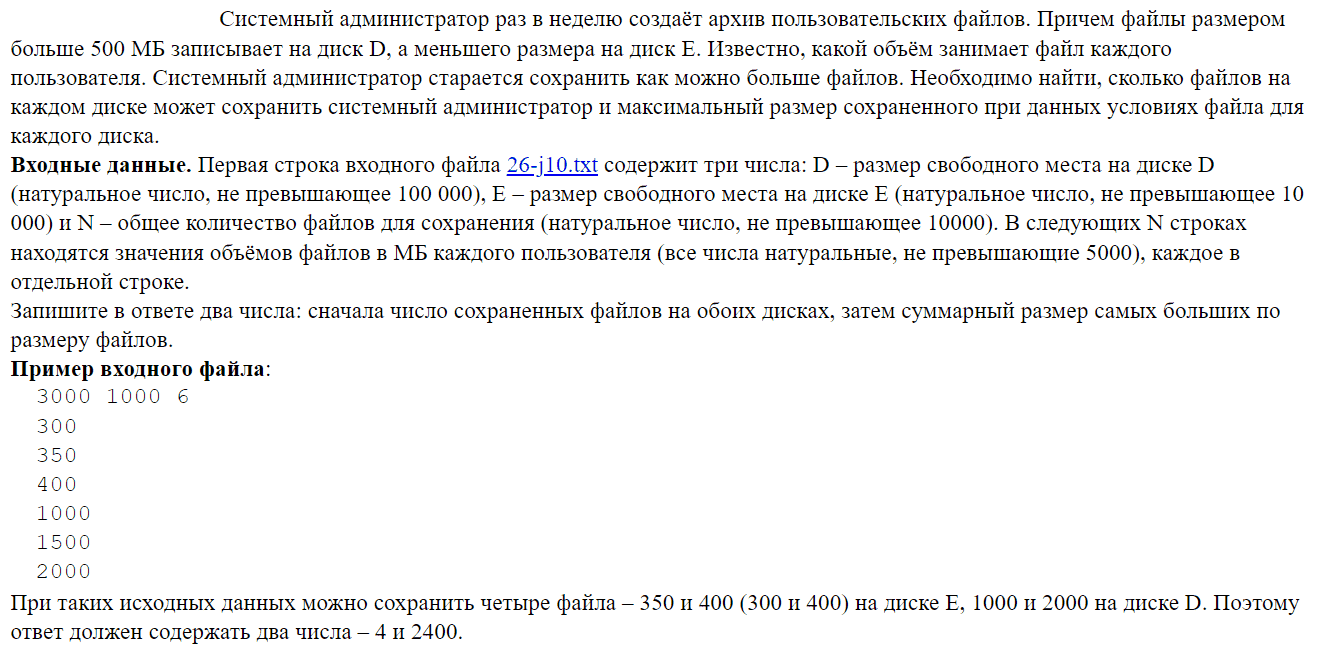 Системный администратор раз в неделю создаёт архив пользовательских файлов. Причем файлы размером
больше 500 МБ записывает на диск D, а меньшего размера на диск E. Известно, какой объём занимает файл каждого
пользователя. Системный администратор старается сохранить как можно больше файлов. Необходимо найти, сколько файлов на
каждом диске может сохранить системный администратор и максимальный размер сохраненного при данных условиях файла для
каждого диска.
Входные данные. Первая строка входного файла 26-j10.txt содержит три числа: D – размер свободного места на диске D
(натуральное число, не превышающее 100 000), E – размер свободного места на диске E (натуральное число, не превышающее 10
000) и N – общее количество файлов для сохранения (натуральное число, не превышающее 10000). В следующих N строках
находятся значения объёмов файлов в МБ каждого пользователя (все числа натуральные, не превышающие 5000), каждое в
отдельной строке.
Запишите в ответе два числа: сначала число сохраненных файлов на обоих дисках, затем суммарный размер самых больших по
размеру файлов.
Пример входного файла:
3000 1000 6
300
350
400
1000
1500
2000
При таких исходных данных можно сохранить четыре файла – 350 и 400 (300 и 400) на диске E, 1000 и 2000 на диске D. Поэтому
ответ должен содержать два числа – 4 и 2400.